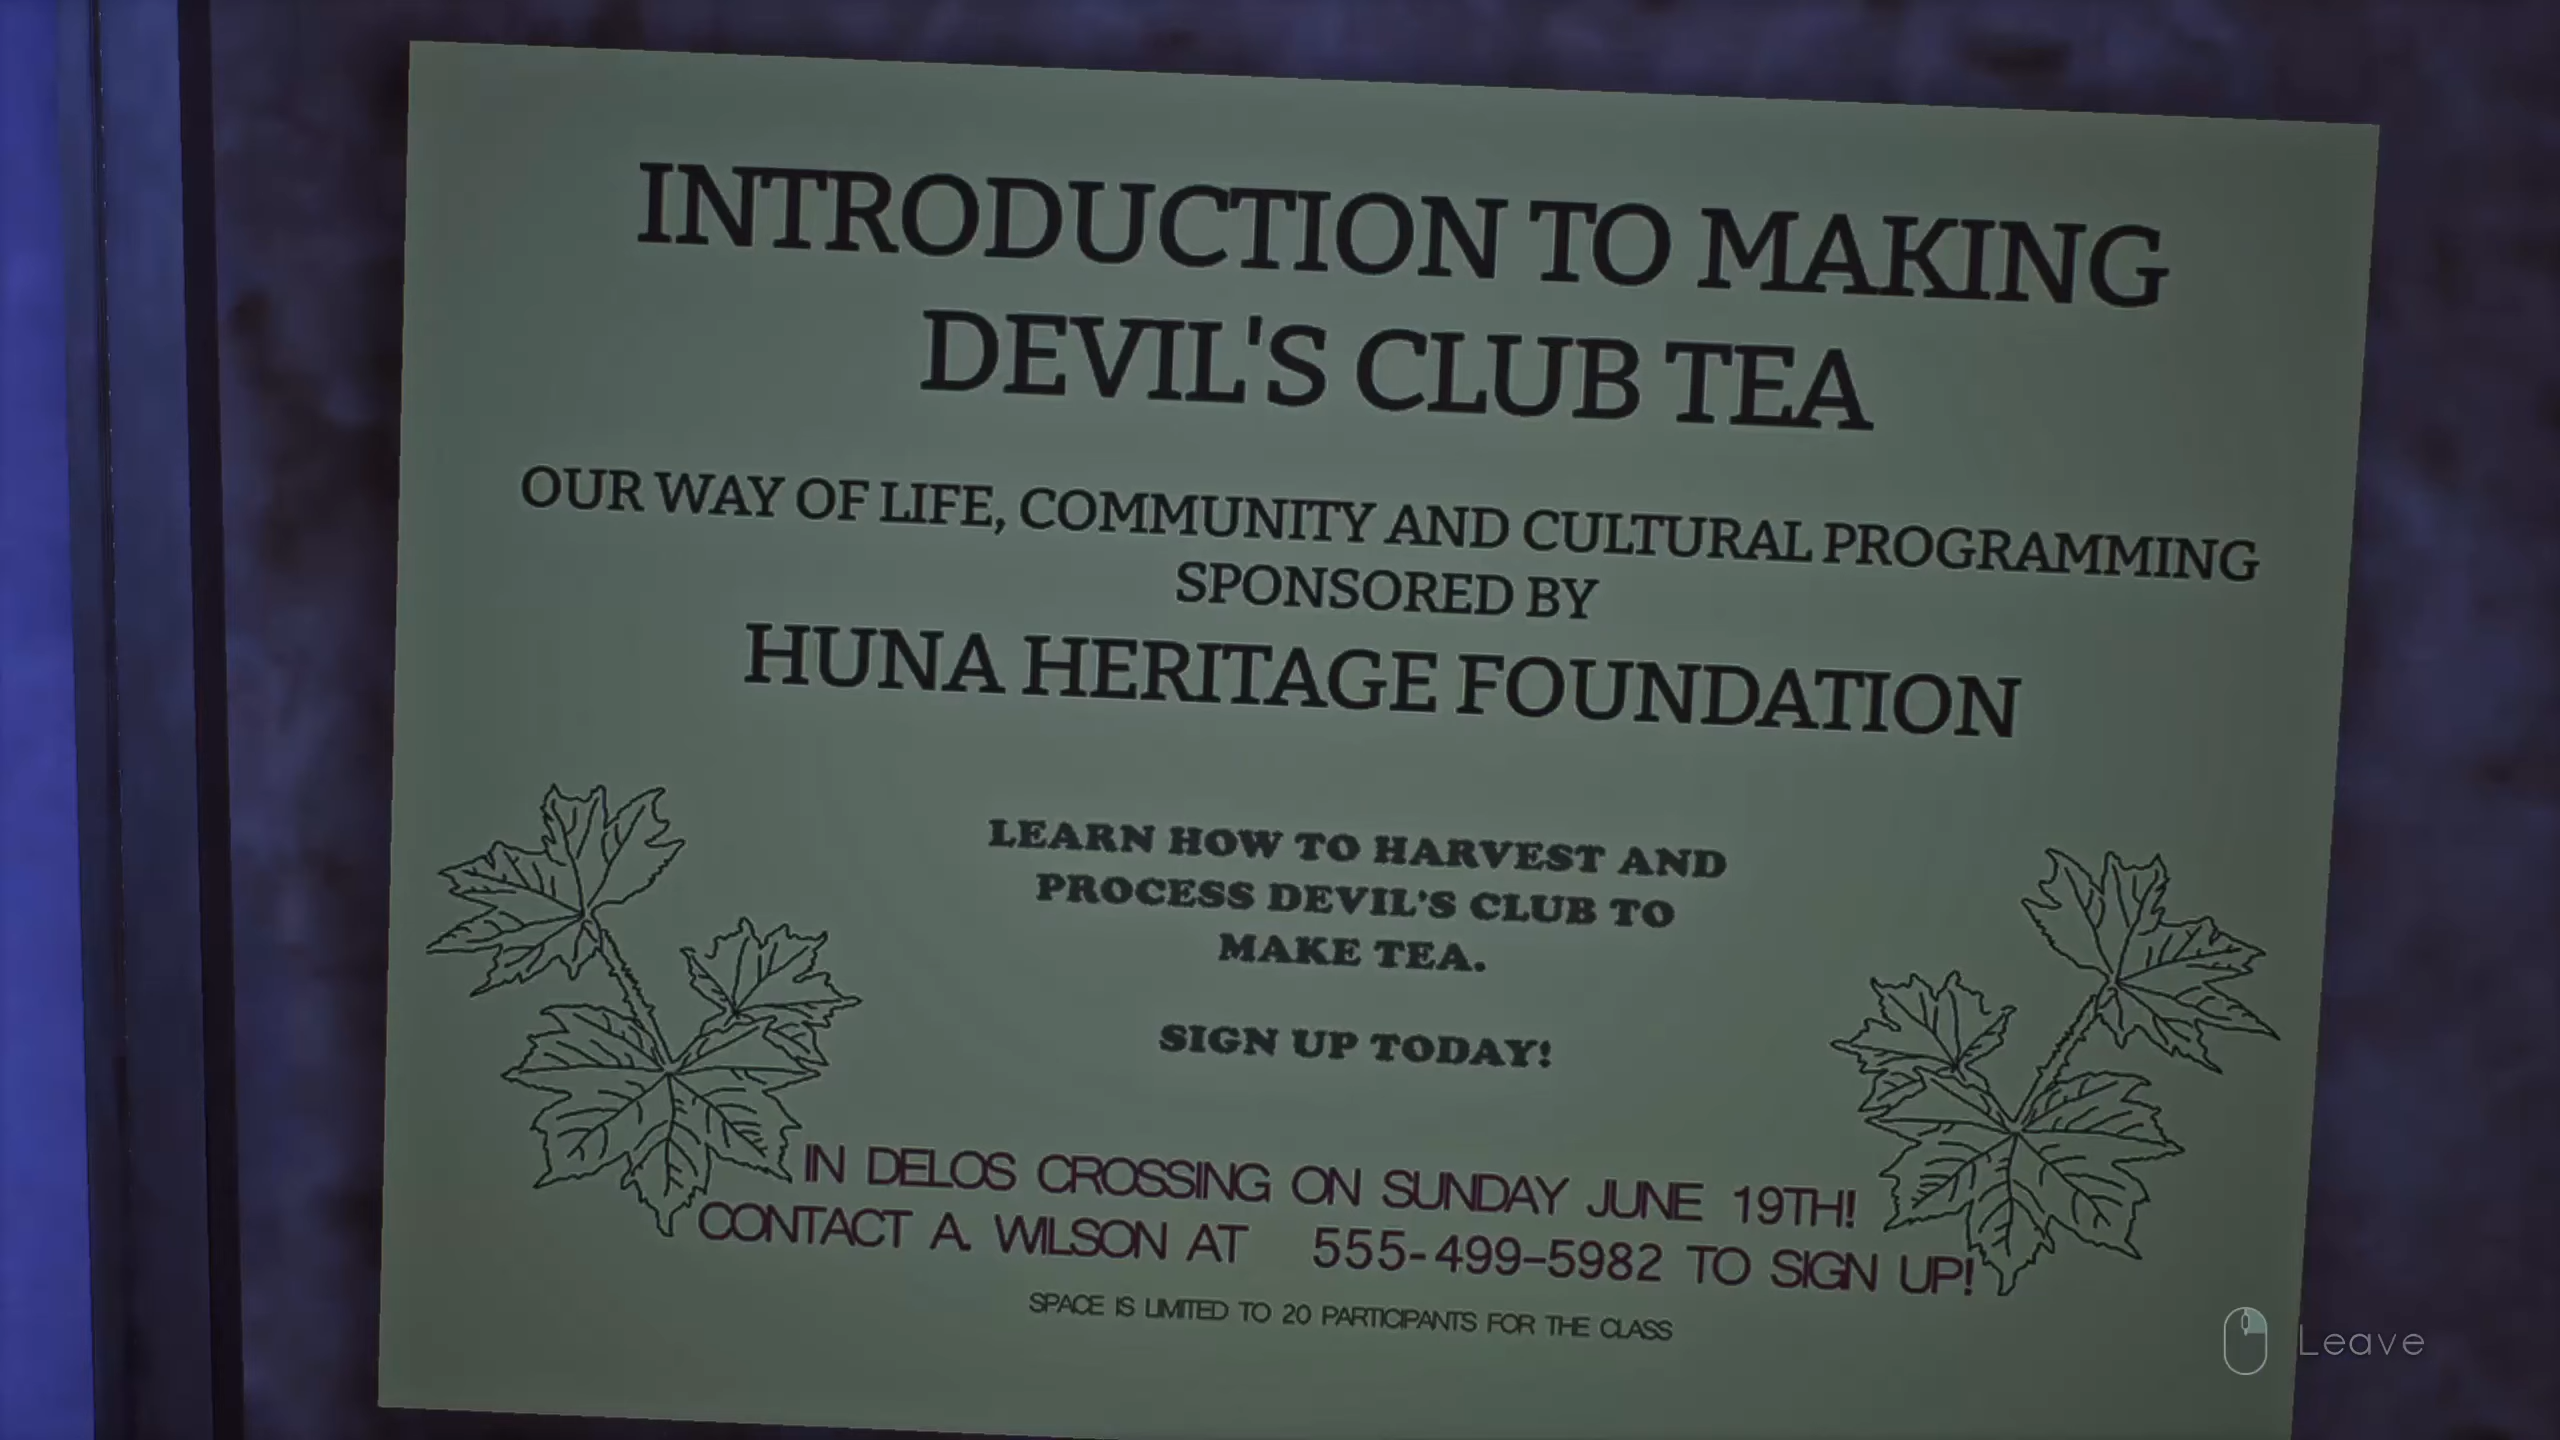 INTRODUCTION TO MAKING
DEVIL'S CLUB TEA
OUR WAY OF LIFE, COMMUNITY AND CULTURAL PROGRAMMING
SPONSORED BY
HUNA HERITAGE FOUNDATION
LEARN HOW TO HARVEST AND
PROCESS DEVIL'S CLUB TO
MAKE TEA.
SIGN UP TODAY!
IN DELOS CROSSING ON SUNDAY JUNE 19TH!
CONTACT A. WILSON AT 555-499-5982 TO SIGN UP!
SPACE IS LIMITED TO 20 PARTICIPANTS FOR THE CLASS
Leave